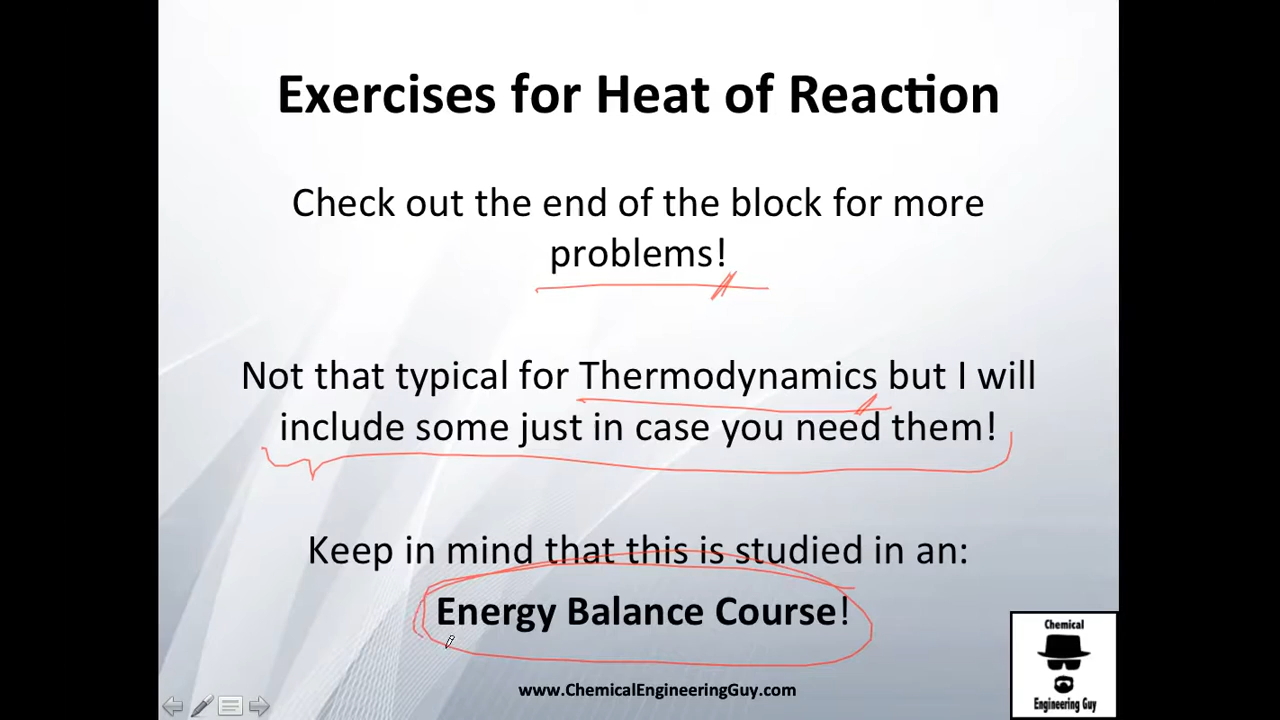 Exercises for Heat of Reaction
Check out the end of the block for more
problems!
Not that typical for Thermodynamics but I will
include some just in case you need them!
Keep in mind that this is studied in an:
Energy Balance Course!
www.ChemicalEngineeringGuy.com
Chemical
Engineering Guy